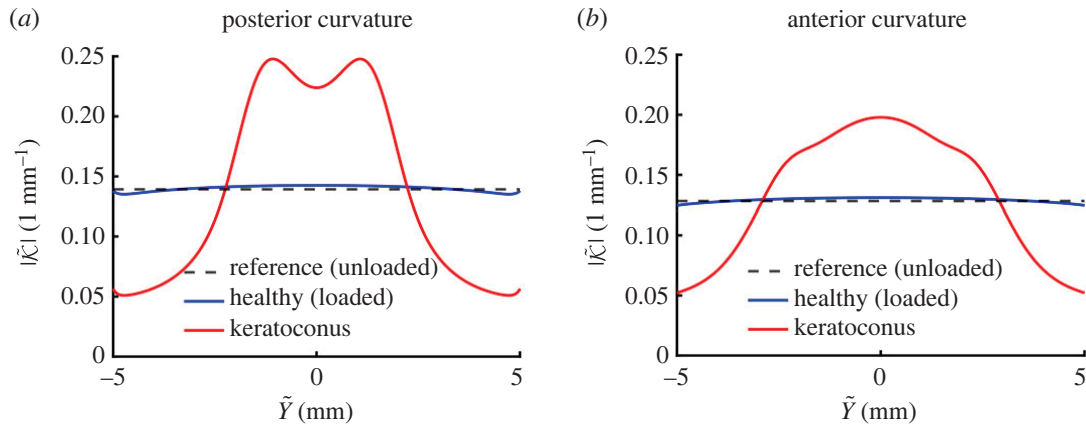 (a) posterior curvature
0.25
0.20
0.15
0.10
0.05
0
|𝒦̃| (1 mm⁻¹)
reference (unloaded)
healthy (loaded)
keratoconus
−5 0 5
Ỹ (mm)
(b) anterior curvature
0.25
0.20
0.15
0.10
0.05
0
|𝒦̃| (1 mm⁻¹)
reference (unloaded)
healthy (loaded)
keratoconus
−5 0 5
Ỹ (mm)